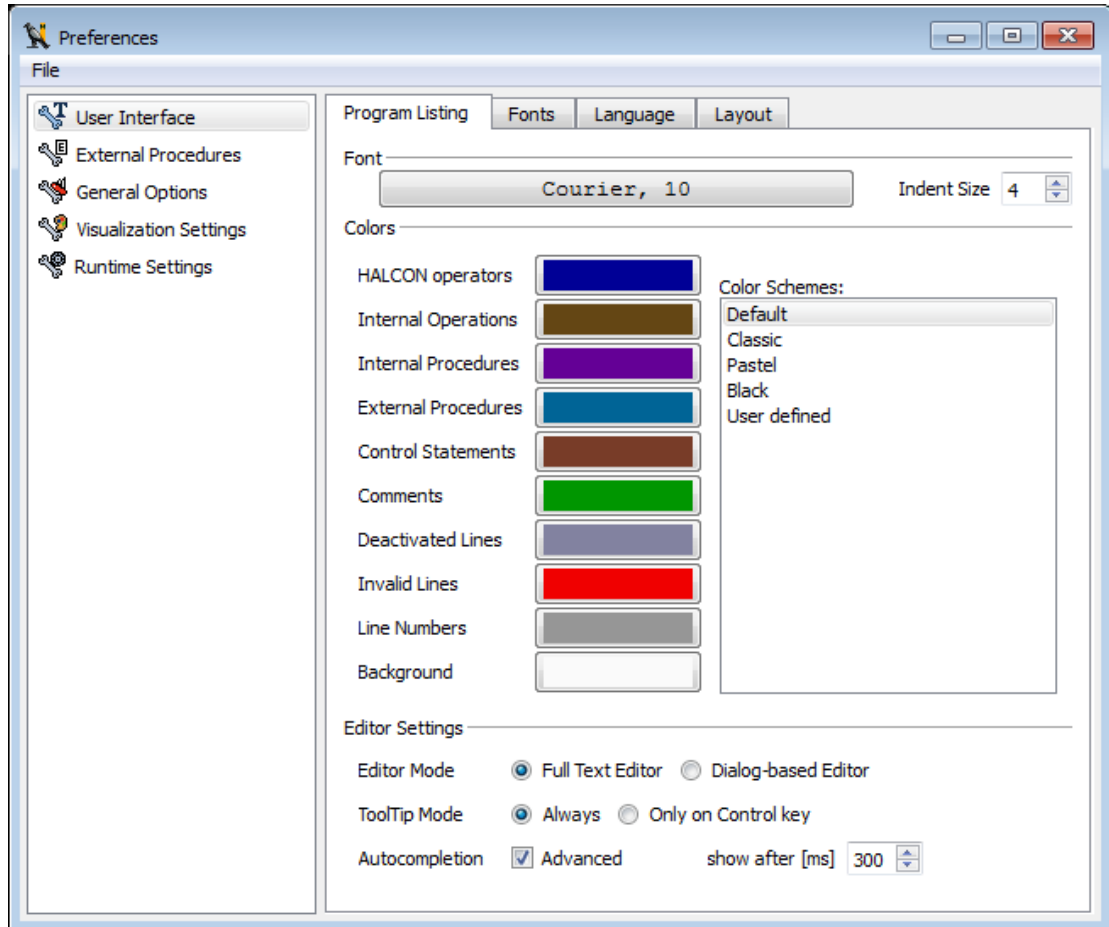 Preferences
File
User Interface
External Procedures
General Options
Visualization Settings
Runtime Settings
Program Listing Fonts Language Layout
Font
Courier, 10 Indent Size 4
Colors
HALCON operators
Internal Operations
Internal Procedures
External Procedures
Control Statements
Comments
Deactivated Lines
Invalid Lines
Line Numbers
Background
Color Schemes:
Default
Classic
Pastel
Black
User defined
Editor Settings
Editor Mode Full Text Editor Dialog-based Editor
ToolTip Mode Always Only on Control key
Autocompletion Advanced show after [ms] 300